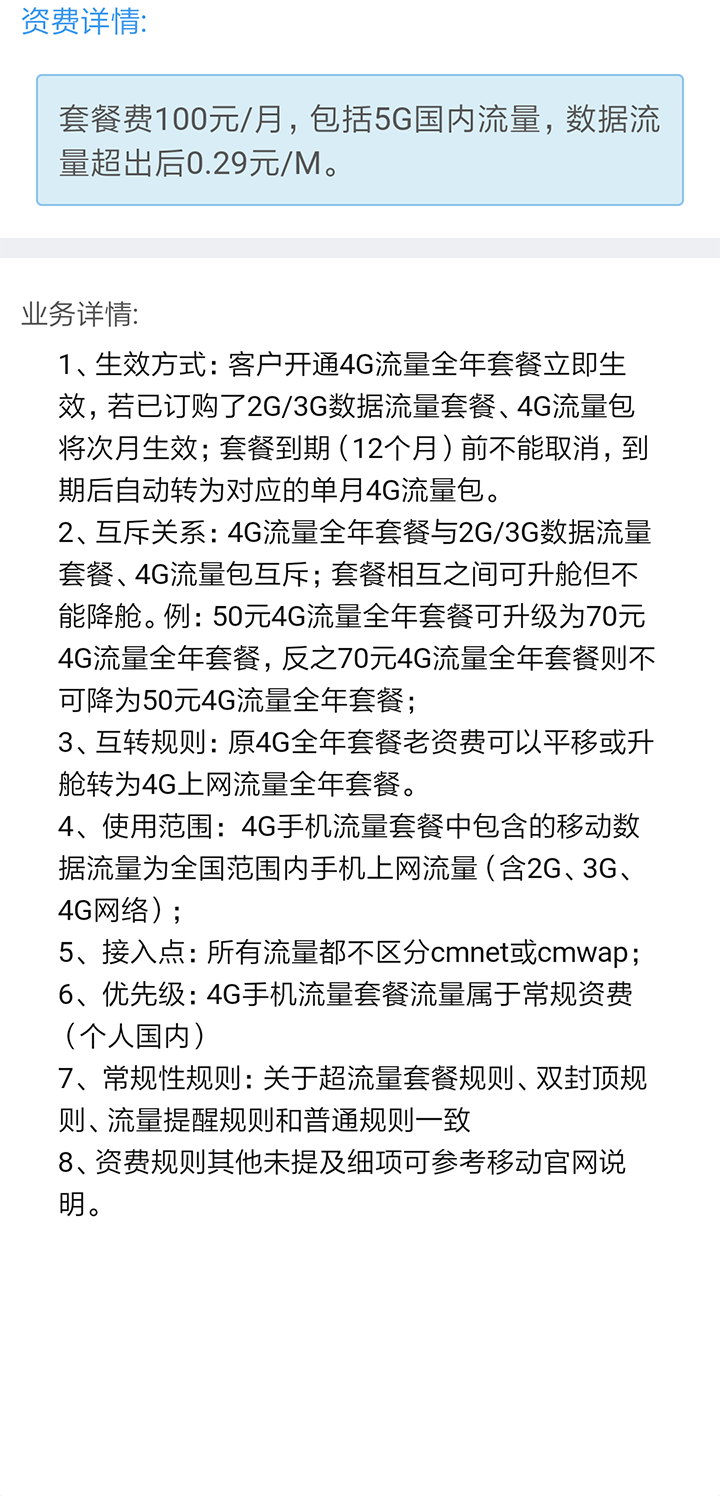 资费详情:
套餐费100元/月，包括5G国内流量，数据流
量超出后0.29元/M。
业务详情:
1、生效方式：客户开通4G流量全年套餐立即生
效，若已订购了2G/3G数据流量套餐、4G流量包
将次月生效；套餐到期（12个月）前不能取消，到
期后自动转为对应的单月4G流量包。
2、互斥关系：4G流量全年套餐与2G/3G数据流量
套餐、4G流量包互斥；套餐相互之间可升舱但不
能降舱。例：50元4G流量全年套餐可升级为70元
4G流量全年套餐，反之70元4G流量全年套餐则不
可降为50元4G流量全年套餐；
3、互转规则：原4G全年套餐老资费可以平移或升
舱转为4G上网流量全年套餐。
4、使用范围：4G手机流量套餐中包含的移动数
据流量为全国范围内手机上网流量（含2G、3G、
4G网络）；
5、接入点：所有流量都不区分cmnet或cmwap；
6、优先级：4G手机流量套餐流量属于常规资费
（个人国内）
7、常规性规则：关于超流量套餐规则、双封顶规
则、流量提醒规则和普通规则一致
8、资费规则其他未提及细项可参考移动官网说
明。